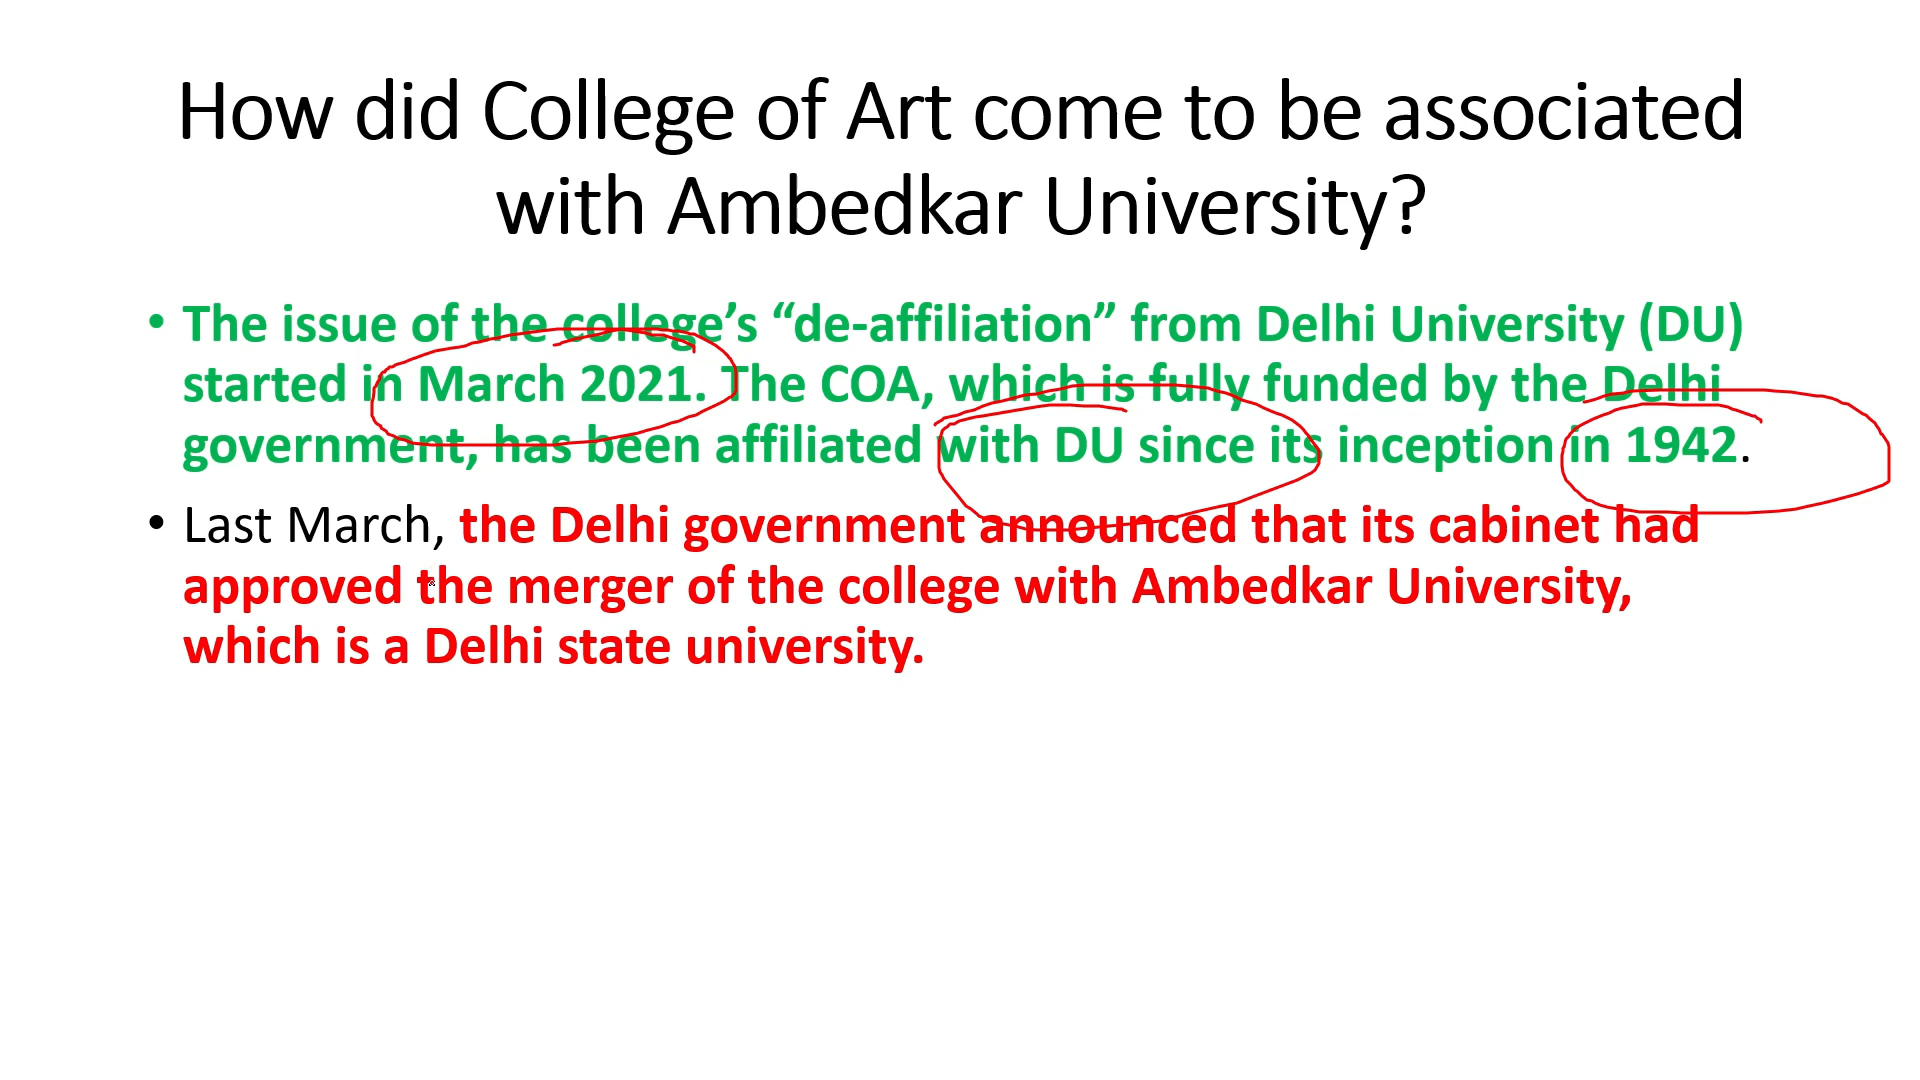 How did College of Art come to be associated
with Ambedkar University?
• The issue of the college’s “de-affiliation” from Delhi University (DU)
started in March 2021. The COA, which is fully funded by the Delhi
government, has been affiliated with DU since its inception in 1942.
• Last March, the Delhi government announced that its cabinet had
approved the merger of the college with Ambedkar University,
which is a Delhi state university.